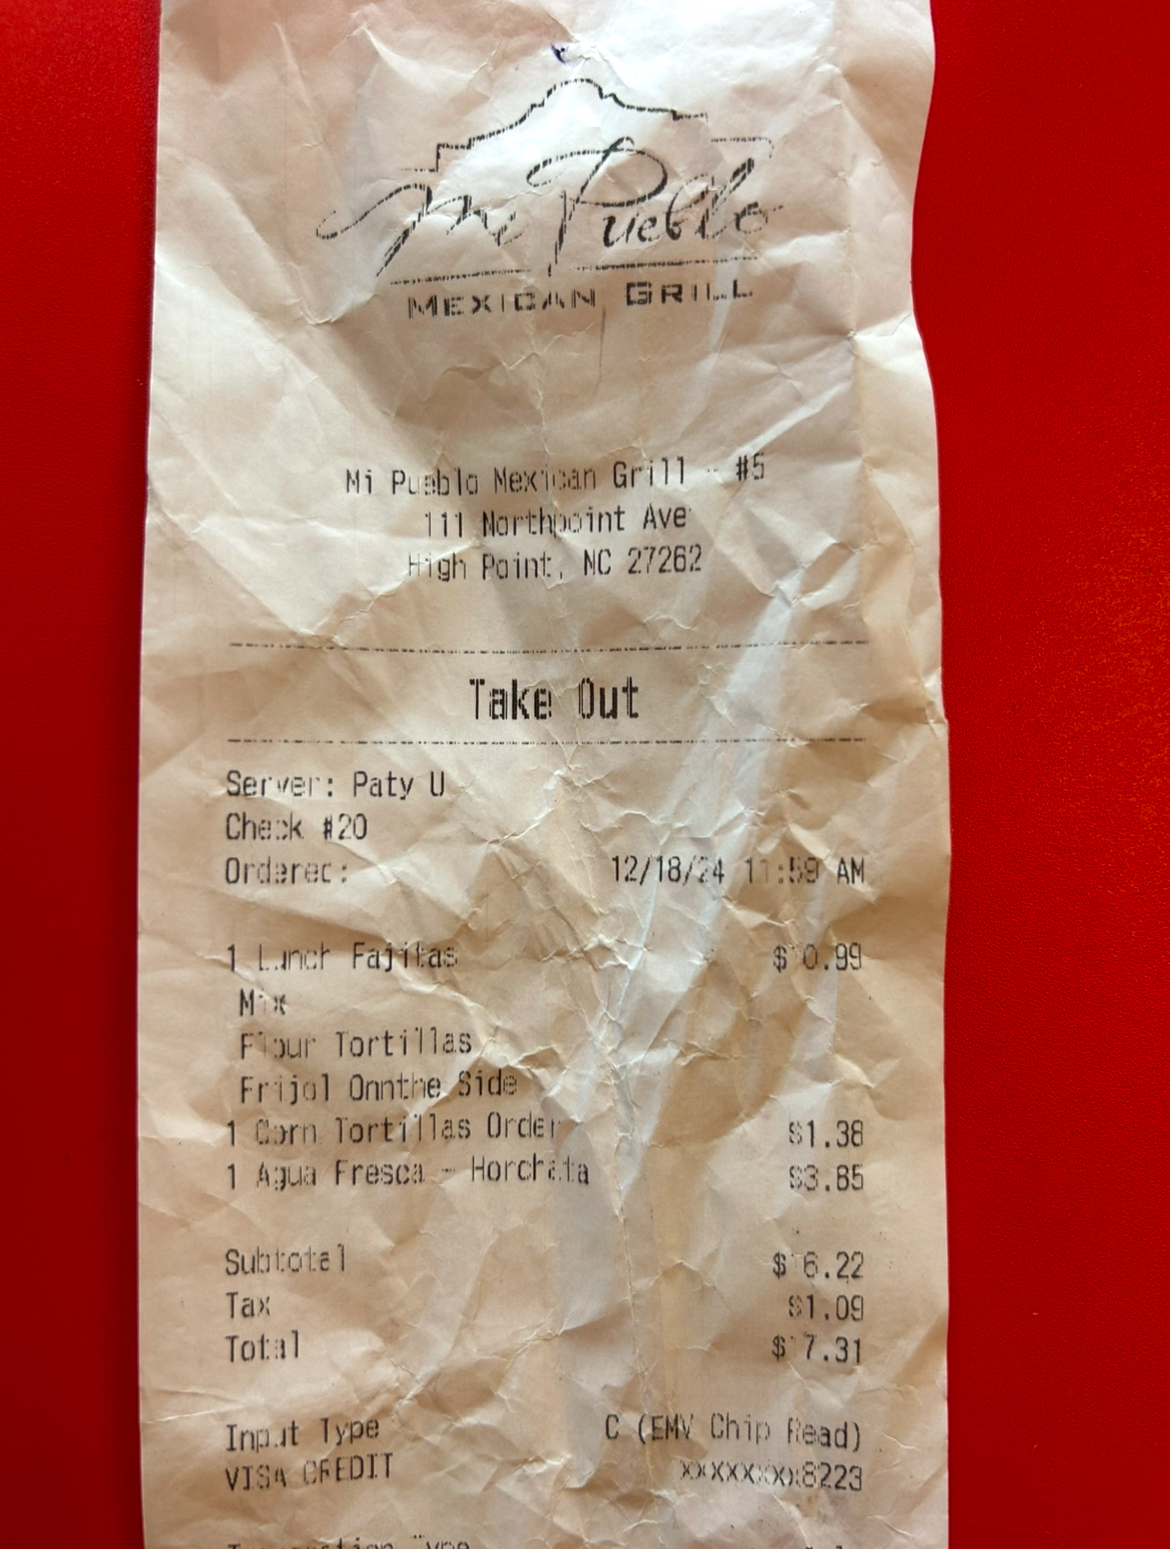 Mi Pueblo
MEXICAN GRILL
Mi Pueblo Mexican Grill - #5
111 Northpoint Ave
High Point, NC 27262
Take Out
Server: Paty U
Check #20
Ordered: 12/18/24 11:59 AM
1 Lunch Fajitas $10.99
Mix
Flour Tortillas
Frijol Onnthe Side
1 Corn Tortillas Order $1.38
1 Agua Fresca - Horchata $3.85
Subtotal $16.22
Tax $1.09
Total $17.31
Input Type C (EMV Chip Read)
VISA CREDIT xxxxxxxx8223